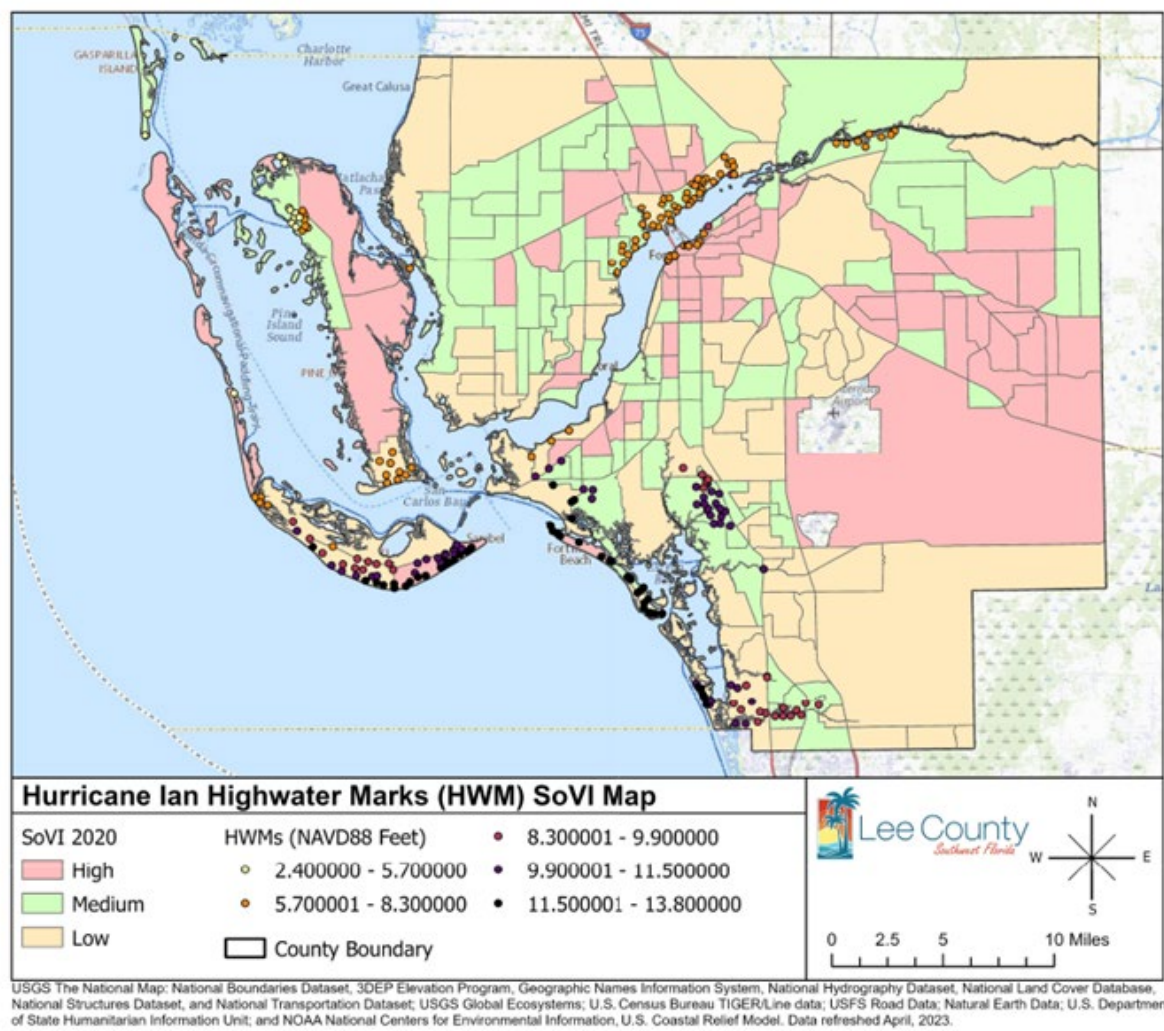 GASPARILLA
ISLAND
Charlotte
Harbor
Great Calusa
75
Pine
Island
Sound
San
Carlos Bay
Beach
Hurricane Ian Highwater Marks (HWM) SoVI Map
SoVI 2020
High
Medium
Low
HWMs (NAVD88 Feet)
2.400000 - 5.700000
5.700001 - 8.300000
County Boundary
8.300001 - 9.900000
9.900001 - 11.500000
11.500001 - 13.800000
Lee County
Southwest Florida
N
W E
S
0 2.5 5 10 Miles
USGS The National Map: National Boundaries Dataset, 3DEP Elevation Program, Geographic Names Information System, National Hydrography Dataset, National Land Cover Database,
National Structures Dataset, and National Transportation Dataset; USGS Global Ecosystems; U.S. Census Bureau TIGER/Line data; USFS Road Data; Natural Earth Data; U.S. Departmen
of State Humanitarian Information Unit; and NOAA National Centers for Environmental Information, U.S. Coastal Relief Model. Data refreshed April, 2023.